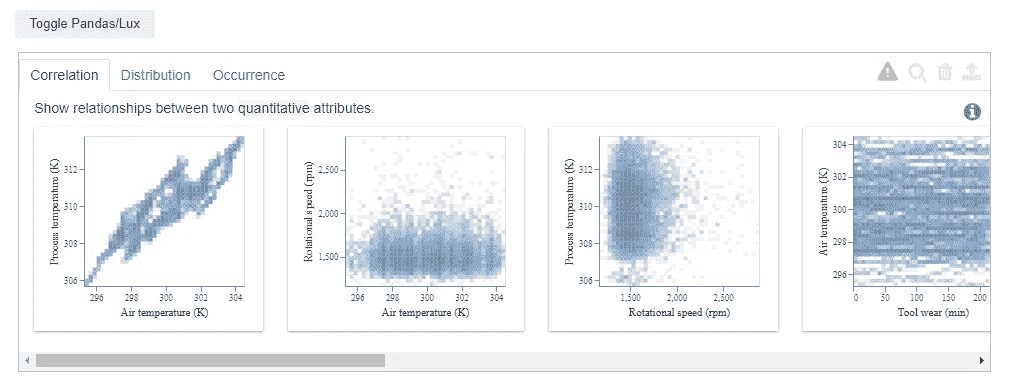 Toggle Pandas/Lux
Correlation Distribution Occurrence
Show relationships between two quantitative attributes.
Process temperature (K)
312
310
308
306
296 298 300 302 304
Air temperature (K)
Rotational speed (rpm)
2,500
2,000
1,500
296 298 300 302 304
Air temperature (K)
Process temperature (K)
312
310
308
306
1,500 2,000 2,500
Rotational speed (rpm)
Air temperature (K)
304
302
300
298
296
0 50 100 150 200
Tool wear (min)